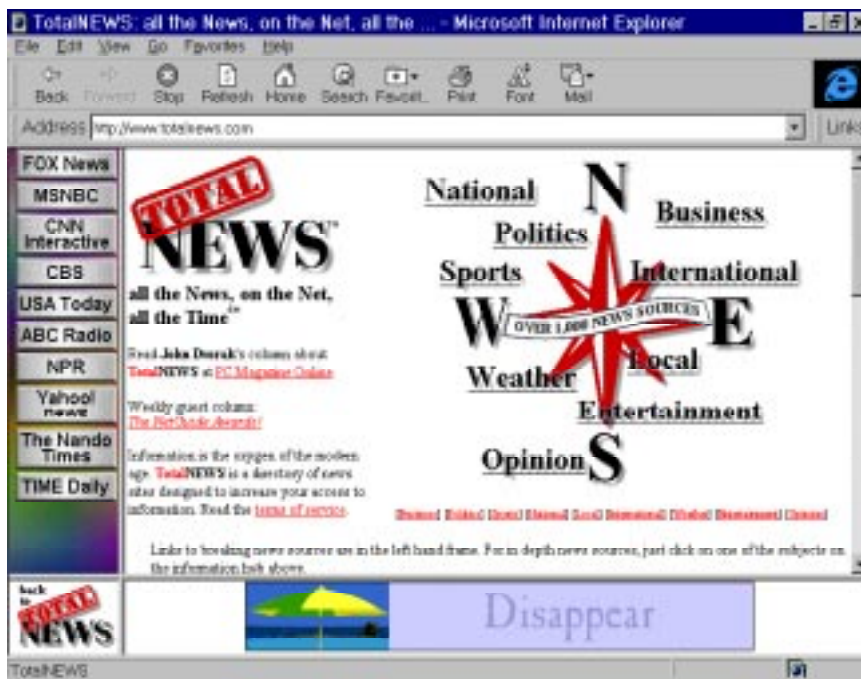 TotalNEWS: all the News, on the Net, all the ... - Microsoft Internet Explorer
File Edit View Go Favorites Help
Back Forward Stop Refresh Home Search Favorit.. Print Font Mail
Address http://www.totalnews.com Links
FOX News
MSNBC
CNN
Interactive
CBS
USA Today
ABC Radio
NPR
Yahoo!
news
The Nando
Times
TIME Daily
TOTAL
NEWS
all the News, on the Net,
all the Time
Read John Dvorak's column about
TotalNEWS at PC Magazine Online
Weekly guest column:
The NetGuide Awards!
Information is the oxygen of the modern
age. TotalNEWS is a directory of news
sites designed to increase your access to
information. Read the terms of service.
N
National
Business
Politics
Sports
International
W
OVER 1,000 NEWS SOURCES
E
Local
Weather
Entertainment
Opinion
S
Links to breaking news sources are in the left hand frame. For in depth news sources, just click on one of the subjects on
the information hub above.
back
to
TOTAL
NEWS
Disappear
TotalNEWS